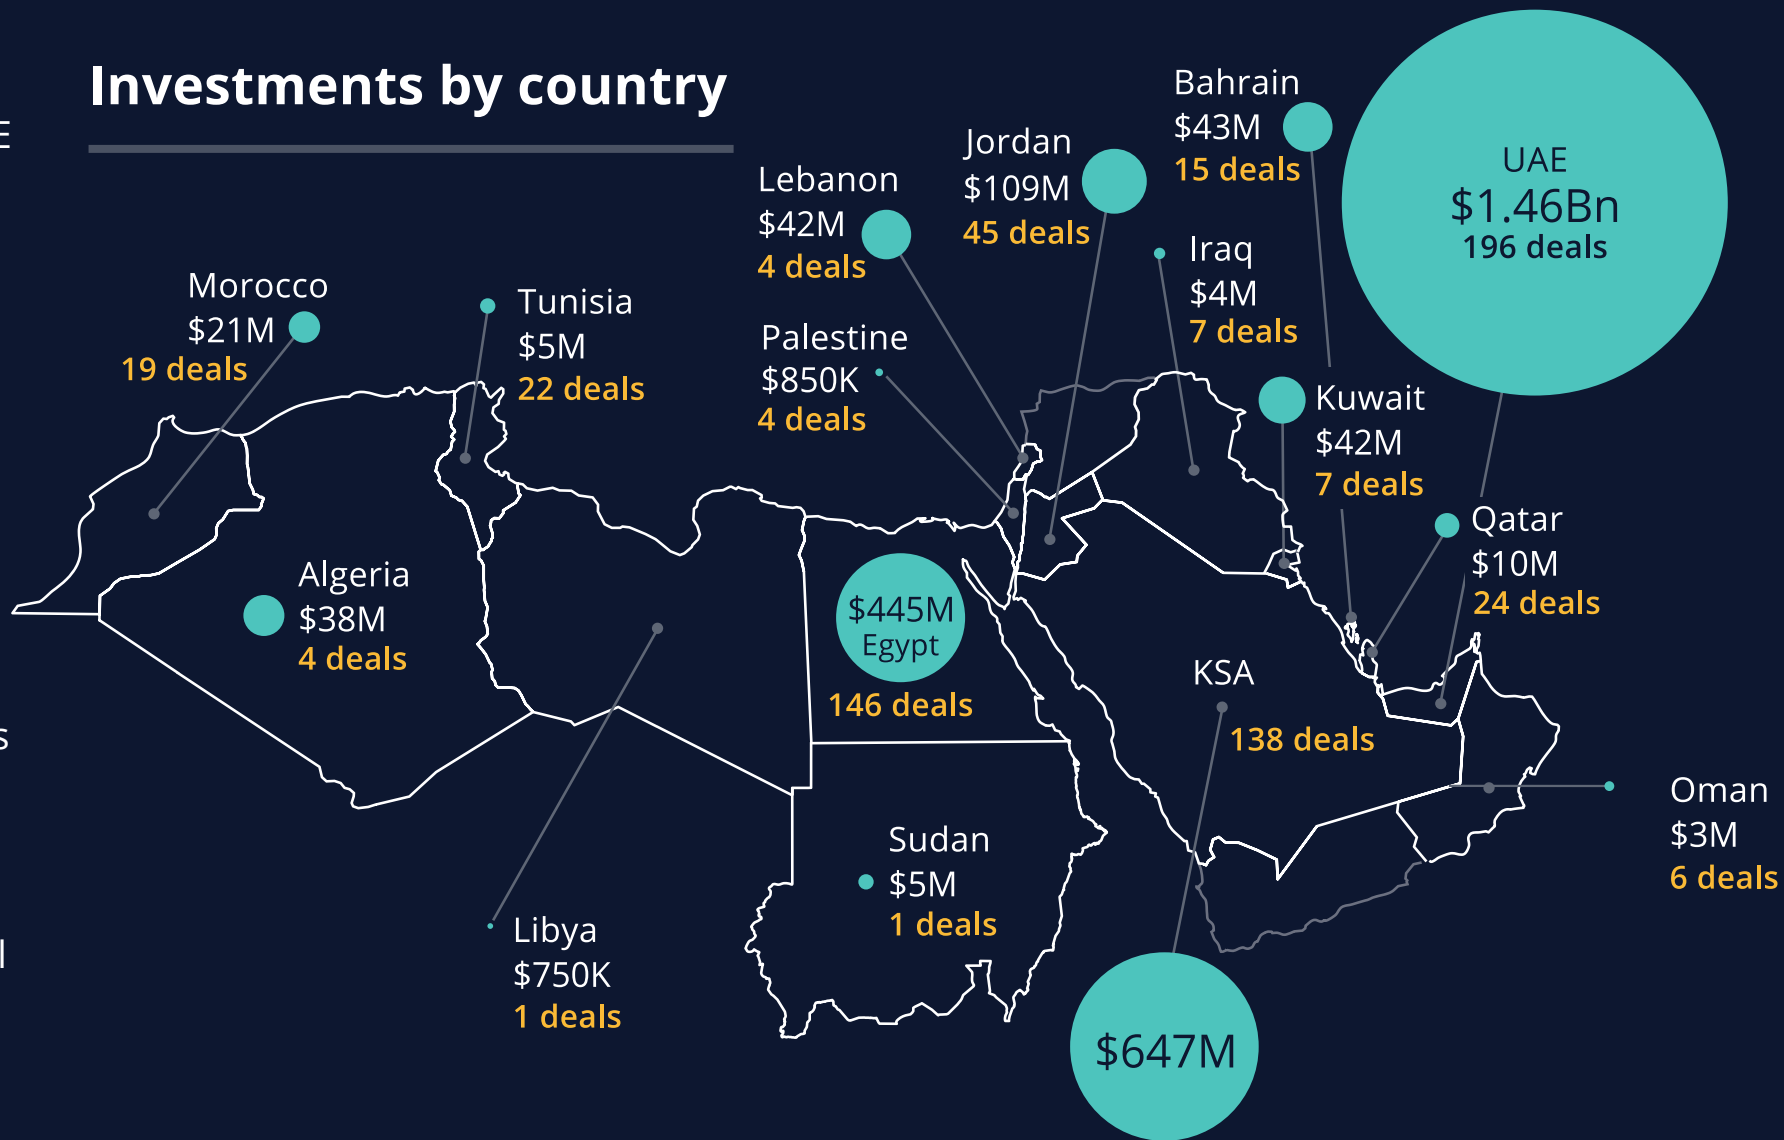 Investments by country
E
s
l
Morocco
$21M
19 deals
Tunisia
$5M
22 deals
Lebanon
$42M
4 deals
Palestine
$850K
4 deals
Jordan
$109M
45 deals
Bahrain
$43M
15 deals
Iraq
$4M
7 deals
UAE
$1.46Bn
196 deals
Kuwait
$42M
7 deals
Qatar
$10M
24 deals
Algeria
$38M
4 deals
$445M
Egypt
146 deals
KSA
138 deals
Oman
$3M
6 deals
Sudan
$5M
1 deals
Libya
$750K
1 deals
$647M